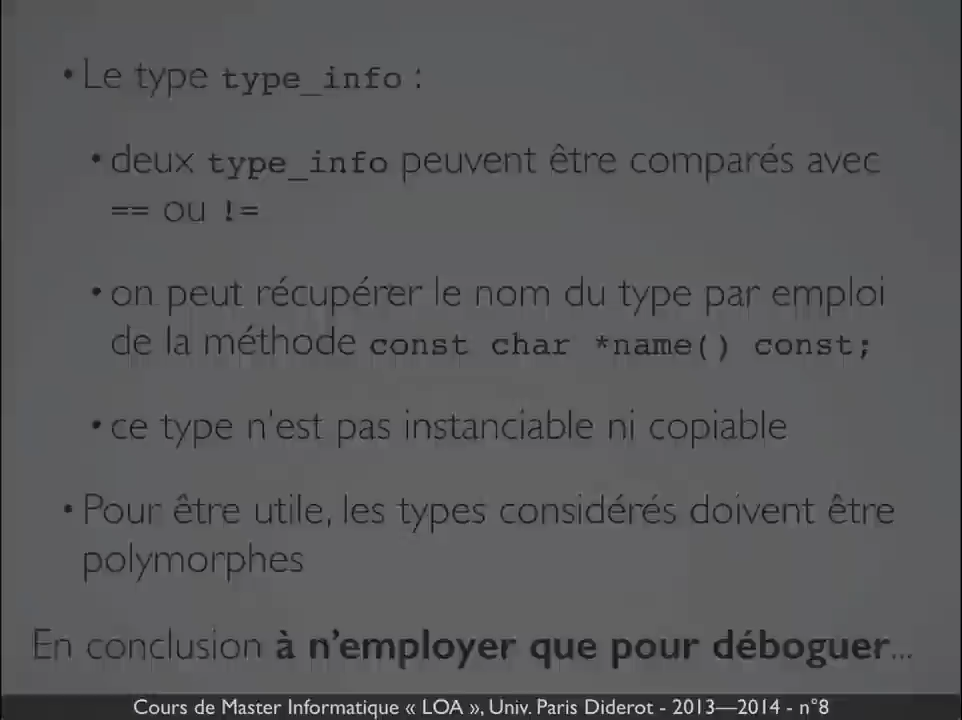 • Le type type_info :
• deux type_info peuvent être comparés avec
== ou !=
• on peut récupérer le nom du type par emploi
de la méthode const char *name() const;
• ce type n'est pas instanciable ni copiable
• Pour être utile, les types considérés doivent être
polymorphes
En conclusion à n'employer que pour déboguer...
Cours de Master Informatique « LOA », Univ. Paris Diderot - 2013—2014 - n°8